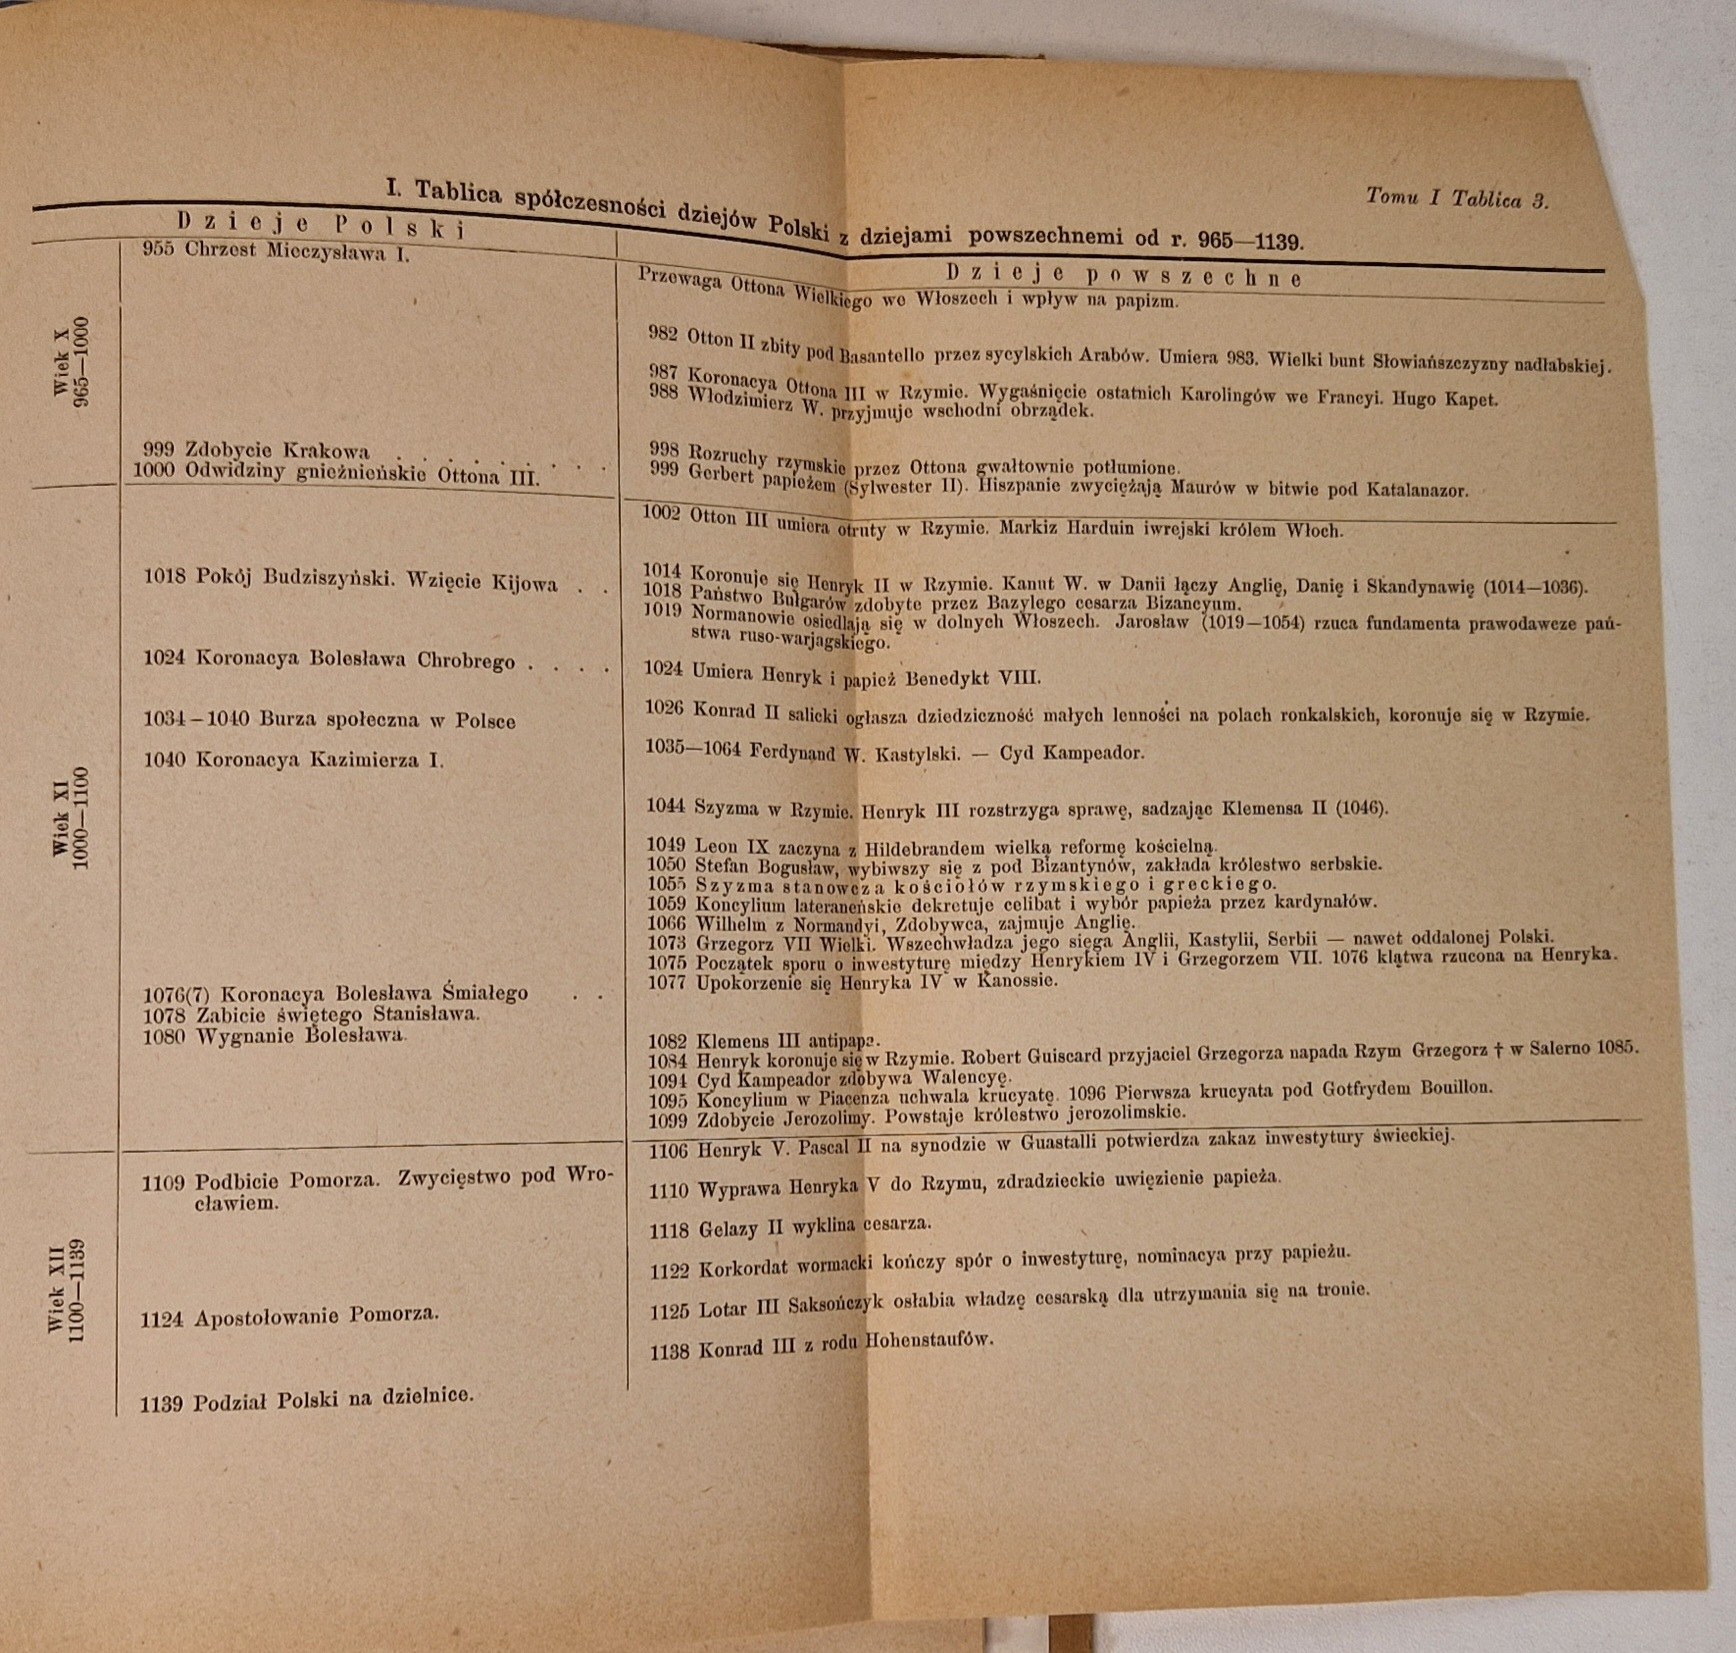 Tomu I Tablica 3.
I. Tablica spółczesności dziejów Polski z dziejami powszechnemi od r. 965—1139.
Dzieje Polski
Dzieje powszechne
Wiek X
965—1000
955 Chrzest Mieczysława I.
999 Zdobycie Krakowa . . . . . . . . .
1000 Odwidziny gnieźnieńskie Ottona III.
Przewaga Ottona Wielkiego we Włoszech i wpływ na papizm.
982 Otton II zbity pod Basantello przez sycylskich Arabów. Umiera 983. Wielki bunt Słowiańszczyzny nadłabskiej.
987 Koronacya Ottona III w Rzymie. Wygaśnięcie ostatnich Karolingów we Francyi. Hugo Kapet.
988 Włodzimierz W. przyjmuje wschodni obrządek.
998 Rozruchy rzymskie przez Ottona gwałtownie potłumione.
999 Gerbert papieżem (Sylwester II). Hiszpanie zwyciężają Maurów w bitwie pod Katalanazor.
Wiek XI
1000—1100
1018 Pokój Budziszyński. Wzięcie Kijowa . .
1024 Koronacya Bolesława Chrobrego . . . .
1034—1040 Burza społeczna w Polsce
1040 Koronacya Kazimierza I.
1076(7) Koronacya Bolesława Śmiałego . .
1078 Zabicie świętego Stanisława.
1080 Wygnanie Bolesława.
1002 Otton III umiera otruty w Rzymie. Markiz Harduin iwrejski królem Włoch.
1014 Koronuje się Henryk II w Rzymie. Kanut W. w Danii łączy Anglię, Danię i Skandynawię (1014—1036).
1018 Państwo Bułgarów zdobyte przez Bazylego cesarza Bizancyum.
1019 Normanowie osiedlają się w dolnych Włoszech. Jarosław (1019—1054) rzuca fundamenta prawodawcze pań-
stwa ruso-warjagskiego.
1024 Umiera Henryk i papież Benedykt VIII.
1026 Konrad II salicki ogłasza dziedziczność małych lenności na polach ronkalskich, koronuje się w Rzymie.
1035—1064 Ferdynand W. Kastylski. — Cyd Kampeador.
1044 Szyzma w Rzymie. Henryk III rozstrzyga sprawę, sadzając Klemensa II (1046).
1049 Leon IX zaczyna z Hildebrandem wielką reformę kościelną.
1050 Stefan Bogusław, wybiwszy się z pod Bizantynów, zakłada królestwo serbskie.
1055 Szyzma stanowcza kościołów rzymskiego i greckiego.
1059 Koncylium lateraneńskie dekretuje celibat i wybór papieża przez kardynałów.
1066 Wilhelm z Normandyi, Zdobywca, zajmuje Anglię.
1073 Grzegorz VII Wielki. Wszechwładza jego sięga Anglii, Kastylii, Serbii — nawet oddalonej Polski.
1075 Początek sporu o inwestyturę między Henrykiem IV i Grzegorzem VII. 1076 klątwa rzucona na Henryka.
1077 Upokorzenie się Henryka IV w Kanossie.
1082 Klemens III antipapa.
1084 Henryk koronuje się w Rzymie. Robert Guiscard przyjaciel Grzegorza napada Rzym Grzegorz † w Salerno 1085.
1094 Cyd Kampeador zdobywa Walencyę.
1095 Koncylium w Piacenza uchwala krucyatę. 1096 Pierwsza krucyata pod Gotfrydem Bouillon.
1099 Zdobycie Jerozolimy. Powstaje królestwo jerozolimskie.
Wiek XII
1100—1139
1109 Podbicie Pomorza. Zwycięstwo pod Wro-
cławiem.
1124 Apostołowanie Pomorza.
1139 Podział Polski na dzielnice.
1106 Henryk V. Pascal II na synodzie w Guastalli potwierdza zakaz inwestytury świeckiej.
1110 Wyprawa Henryka V do Rzymu, zdradzieckie uwięzienie papieża.
1118 Gelazy II wyklina cesarza.
1122 Korkordat wormacki kończy spór o inwestyturę, nominacya przy papieżu.
1125 Lotar III Saksończyk osłabia władzę cesarską dla utrzymania się na tronie.
1138 Konrad III z rodu Hohenstaufów.